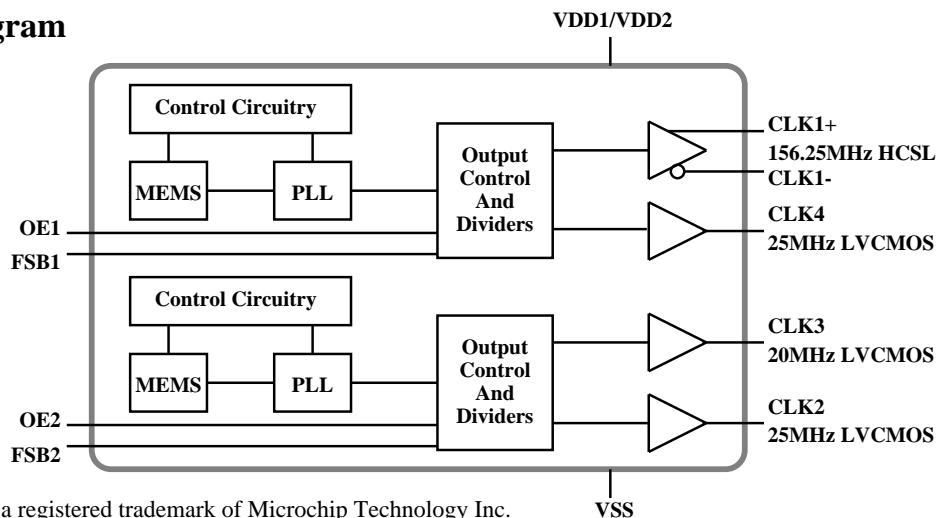 gram
VDD1/VDD2
Control Circuitry
MEMS
PLL
Output
Control
And
Dividers
CLK1+
156.25MHz HCSL
CLK1-
CLK4
25MHz LVCMOS
OE1
FSB1
Control Circuitry
MEMS
PLL
Output
Control
And
Dividers
CLK3
20MHz LVCMOS
CLK2
25MHz LVCMOS
OE2
FSB2
a registered trademark of Microchip Technology Inc.
VSS